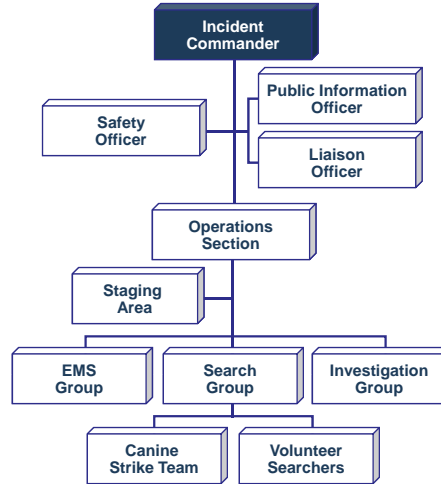 Incident
Commander
Public Information
Officer
Safety
Officer
Liaison
Officer
Operations
Section
Staging
Area
EMS
Group
Search
Group
Investigation
Group
Canine
Strike Team
Volunteer
Searchers